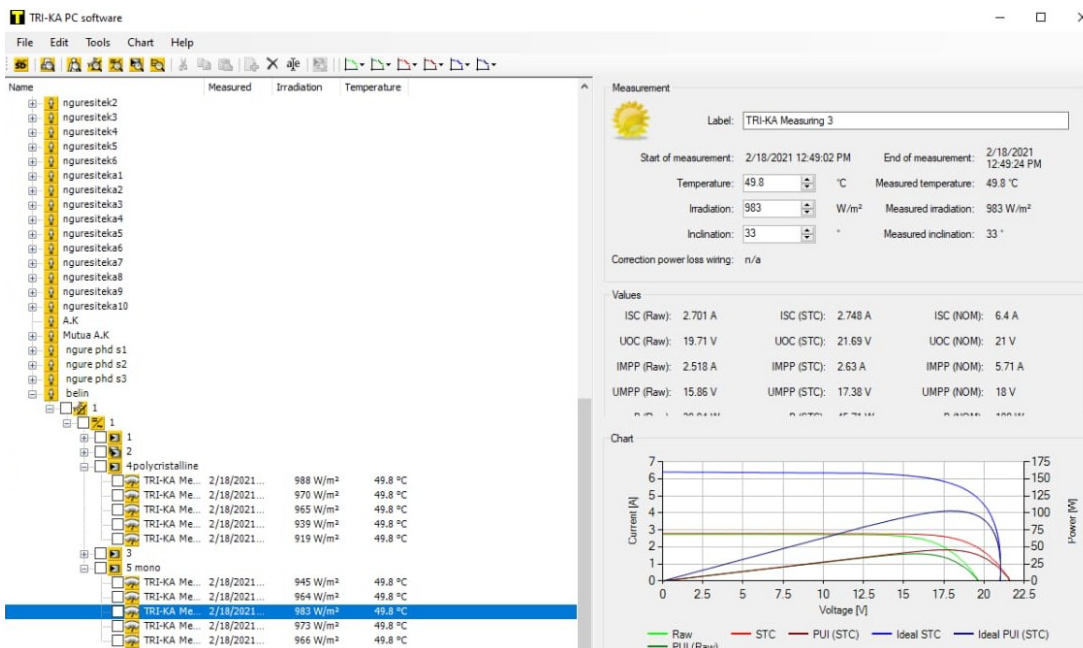 TRI-KA PC software
File Edit Tools Chart Help
Name Measured Irradiation Temperature
nguresitek2
nguresitek3
nguresitek4
nguresitek5
nguresitek6
nguresiteka1
nguresiteka2
nguresiteka3
nguresiteka4
nguresiteka5
nguresiteka6
nguresiteka7
nguresiteka8
nguresiteka9
nguresiteka10
A.K
Mutua A.K
ngure phd s1
ngure phd s2
ngure phd s3
belin
1
1
1
2
4polycristalline
TRI-KA Me... 2/18/2021... 988 W/m² 49.8 ºC
TRI-KA Me... 2/18/2021... 970 W/m² 49.8 ºC
TRI-KA Me... 2/18/2021... 965 W/m² 49.8 ºC
TRI-KA Me... 2/18/2021... 939 W/m² 49.8 ºC
TRI-KA Me... 2/18/2021... 919 W/m² 49.8 ºC
3
5 mono
TRI-KA Me... 2/18/2021... 945 W/m² 49.8 ºC
TRI-KA Me... 2/18/2021... 964 W/m² 49.8 ºC
TRI-KA Me... 2/18/2021... 983 W/m² 49.8 ºC
TRI-KA Me... 2/18/2021... 973 W/m² 49.8 ºC
TRI-KA Me... 2/18/2021... 966 W/m² 49.8 ºC
Measurement
Label: TRI-KA Measuring 3
Start of measurement: 2/18/2021 12:49:02 PM End of measurement: 2/18/2021
12:49:24 PM
Temperature: 49.8 °C Measured temperature: 49.8 °C
Irradiation: 983 W/m² Measured irradiation: 983 W/m²
Inclination: 33 ° Measured inclination: 33 °
Correction power loss wiring: n/a
Values
ISC (Raw): 2.701 A ISC (STC): 2.748 A ISC (NOM): 6.4 A
UOC (Raw): 19.71 V UOC (STC): 21.69 V UOC (NOM): 21 V
IMPP (Raw): 2.518 A IMPP (STC): 2.63 A IMPP (NOM): 5.71 A
UMPP (Raw): 15.86 V UMPP (STC): 17.38 V UMPP (NOM): 18 V
Chart
Current [A]
7
6
5
4
3
2
1
0
175
150
125
100
75
50
25
0
Power [W]
0 2.5 5 7.5 10 12.5 15 17.5 20 22.5
Voltage [V]
Raw STC PUI (STC) Ideal STC Ideal PUI (STC)
PUI (Raw)